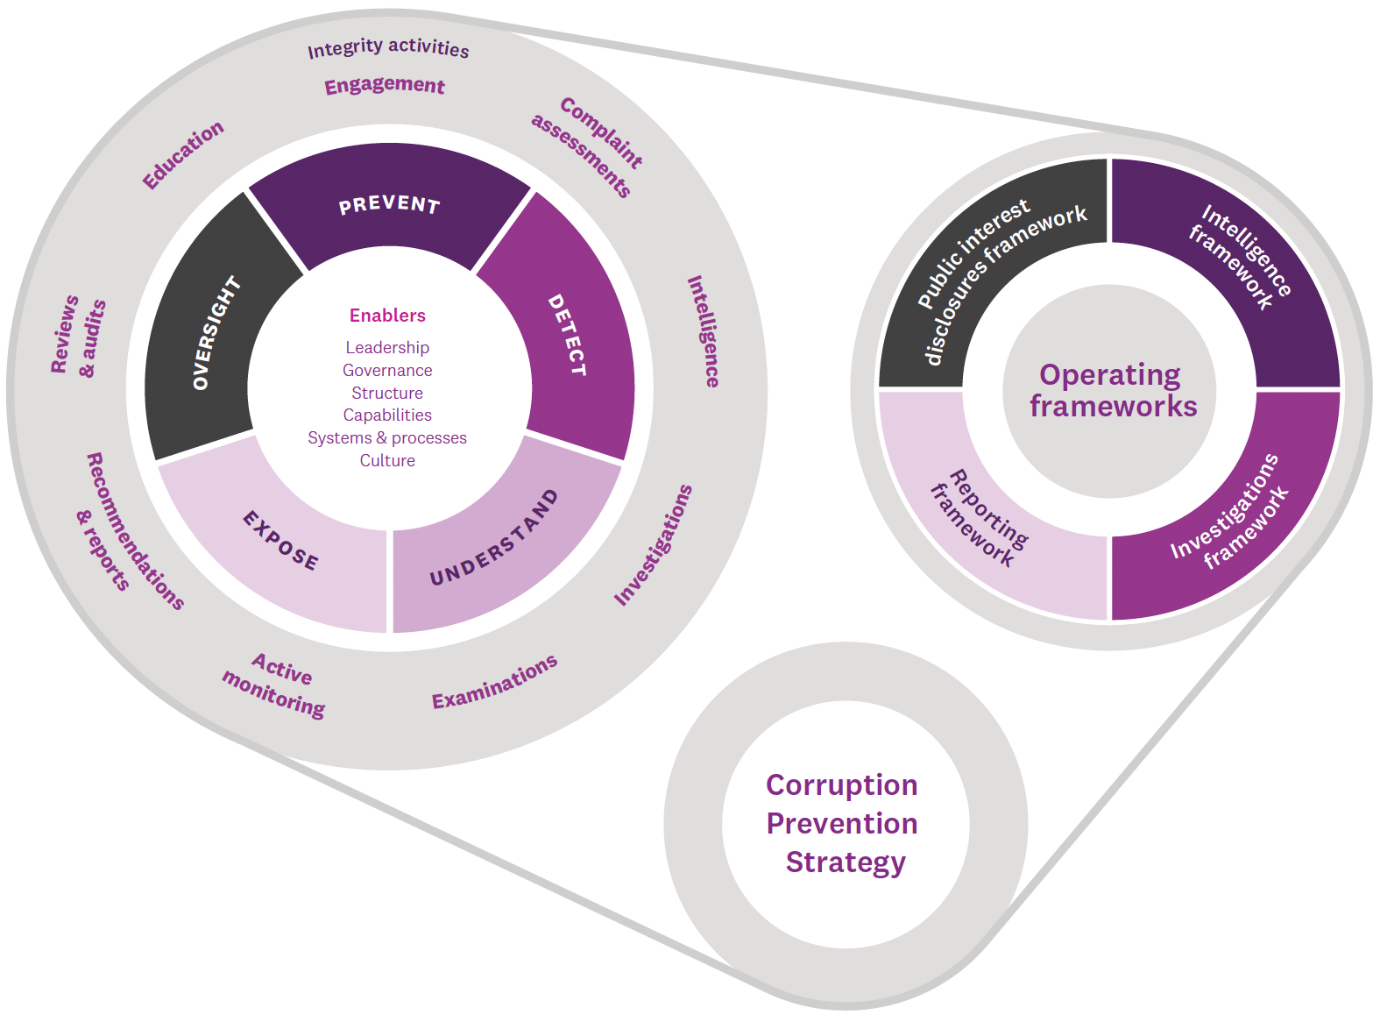 Integrity activities
Engagement
Complaint
assessments
Intelligence
Investigations
Examinations
Active
monitoring
Recommendations
& reports
Reviews
& audits
Education
PREVENT
DETECT
UNDERSTAND
EXPOSE
OVERSIGHT
Enablers
Leadership
Governance
Structure
Capabilities
Systems & processes
Culture
Public interest
disclosures framework
Intelligence
framework
Investigations
framework
Reporting
framework
Operating
frameworks
Corruption
Prevention
Strategy